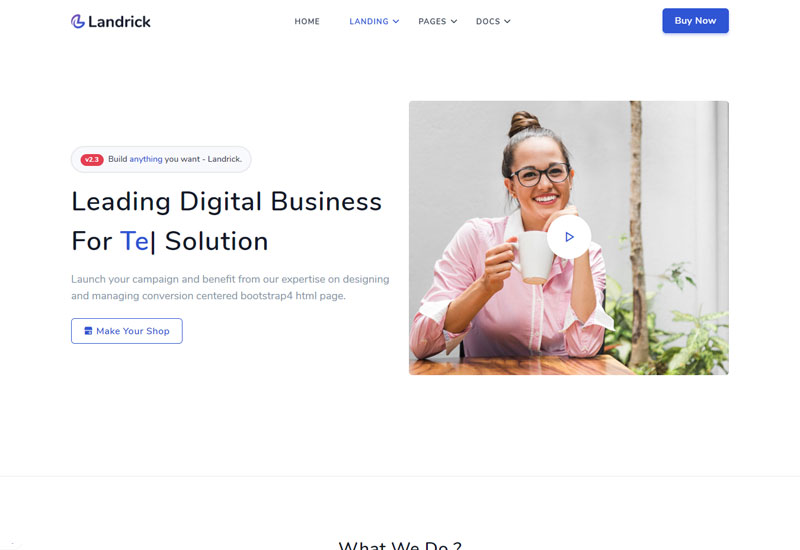 Landrick
HOME
LANDING
PAGES
DOCS
Buy Now
v2.3 Build anything you want - Landrick.
Leading Digital Business
For Te| Solution
Launch your campaign and benefit from our expertise on designing
and managing conversion centered bootstrap4 html page.
Make Your Shop
What We Do ?